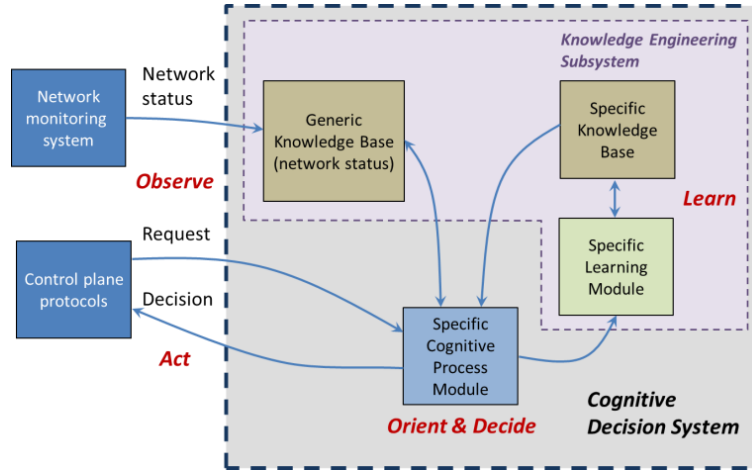 Knowledge Engineering
Subsystem
Network
status
Network
monitoring
system
Generic
Knowledge Base
(network status)
Specific
Knowledge
Base
Observe
Learn
Request
Control plane
protocols
Decision
Specific
Learning
Module
Specific
Cognitive
Process
Module
Act
Orient & Decide
Cognitive
Decision System